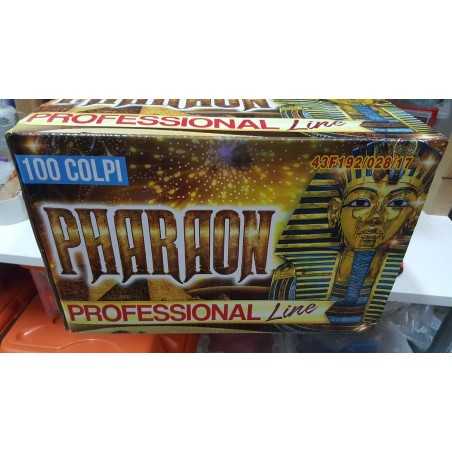 PHARAON
PROFESSIONAL Line
100 COLPI
43F192/028/17
PHARAON
PROFESSIONAL Line